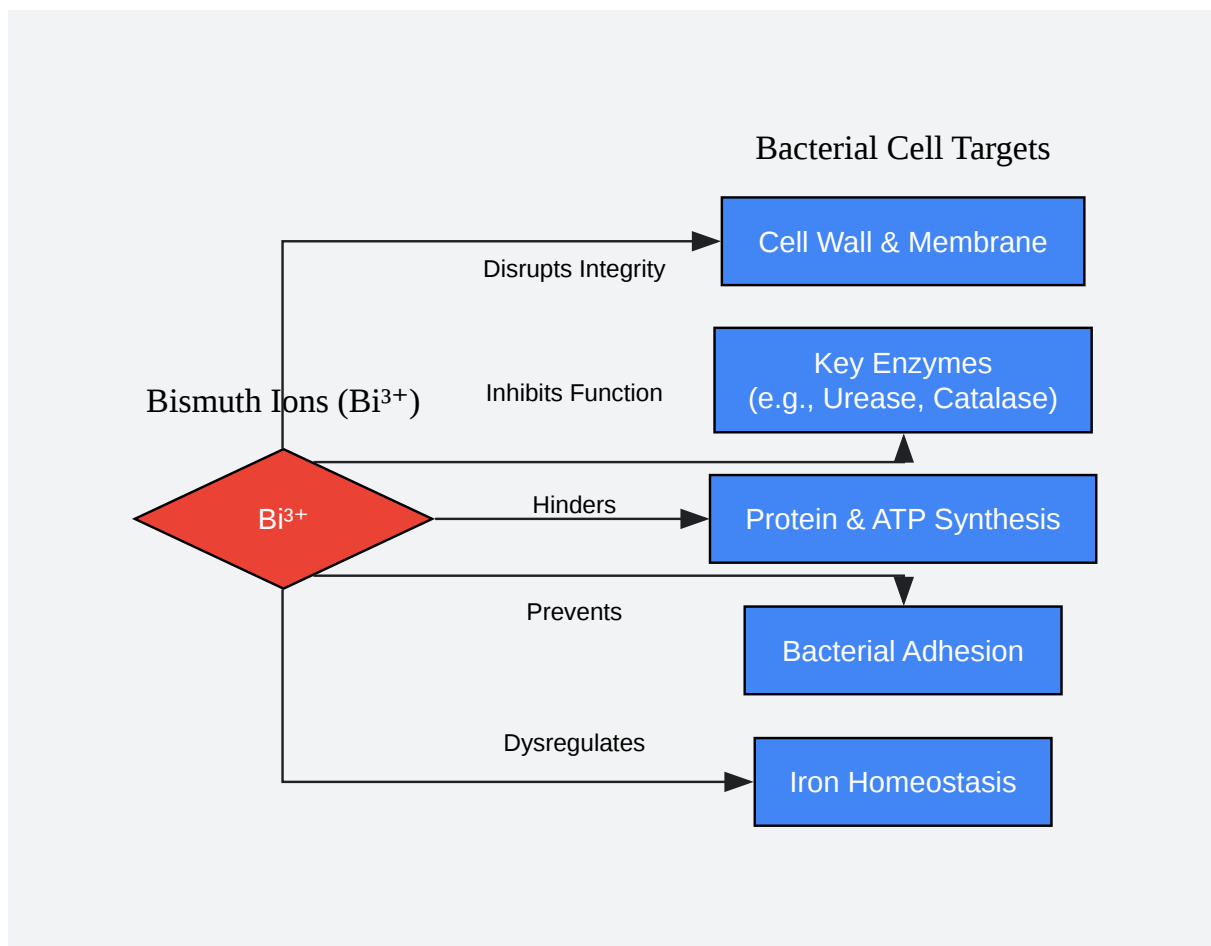 Bacterial Cell Targets
Cell Wall & Membrane
Disrupts Integrity
Key Enzymes
(e.g., Urease, Catalase)
Inhibits Function
Bismuth Ions (Bi³⁺)
Bi³⁺
Hinders
Protein & ATP Synthesis
Prevents
Bacterial Adhesion
Dysregulates
Iron Homeostasis